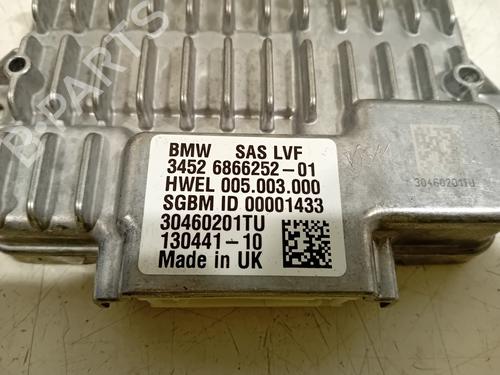 B-PARTS
BMW SAS LVF
3452 6866252-01
HWEL 005.003.000
SGBM ID 00001433
30460201TU
130441-10
Made in UK
30460201TU